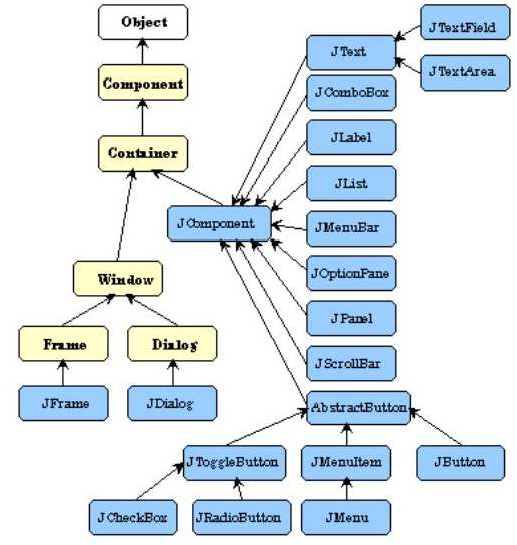 Object
JTextField
JText
Component
JTextArea
JComboBox
Container
JLabel
JList
JComponent
JMenuBar
Window
JOptionPane
JPanel
Frame
Dialog
JScrollBar
JFrame
JDialog
AbstractButton
JToggleButton
JMenuItem
JButton
JCheckBox
JRadioButton
JMenu